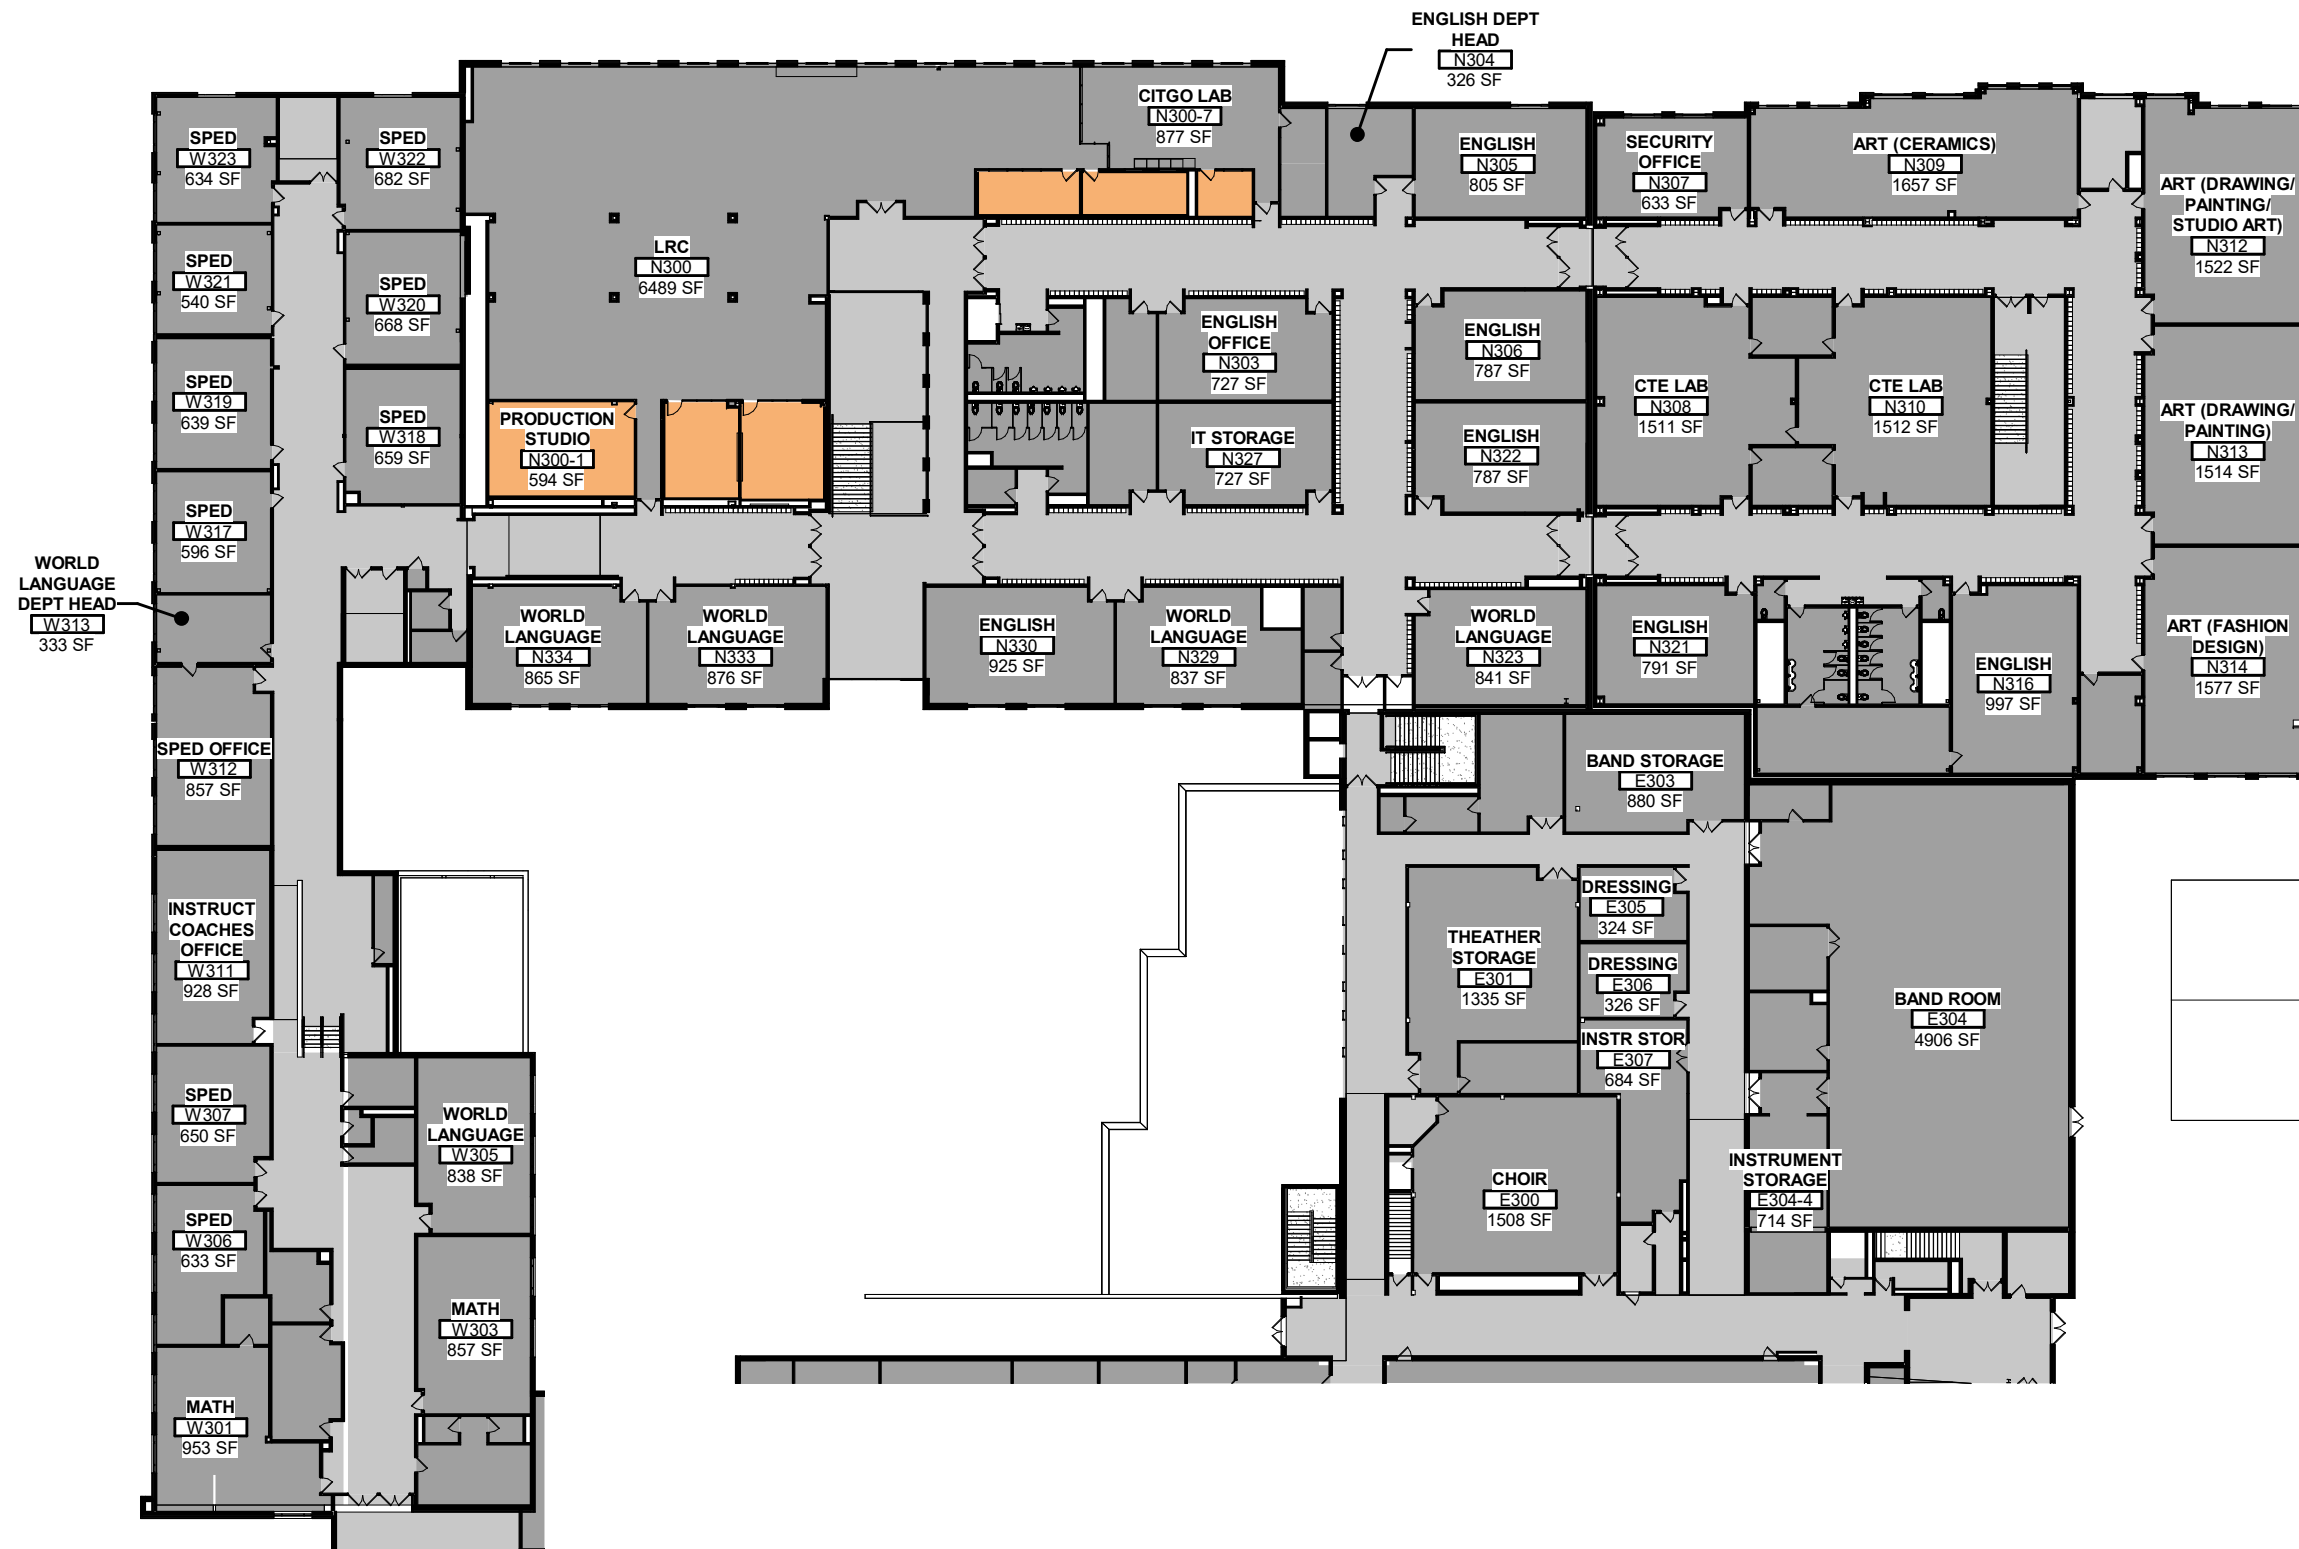 ENGLISH DEPT
HEAD
N304
326 SF
CITGO LAB
N300-7
877 SF
SPED
W323
634 SF
SPED
W322
682 SF
ENGLISH
N305
805 SF
SECURITY
OFFICE
N307
633 SF
ART (CERAMICS)
N309
1657 SF
ART (DRAWING/
PAINTING/
STUDIO ART)
N312
1522 SF
SPED
W321
540 SF
SPED
W320
668 SF
LRC
N300
6489 SF
ENGLISH
OFFICE
N303
727 SF
ENGLISH
N306
787 SF
SPED
W319
639 SF
SPED
W318
659 SF
PRODUCTION
STUDIO
N300-1
594 SF
IT STORAGE
N327
727 SF
ENGLISH
N322
787 SF
CTE LAB
N308
1511 SF
CTE LAB
N310
1512 SF
ART (DRAWING/
PAINTING)
N313
1514 SF
SPED
W317
596 SF
WORLD
LANGUAGE
DEPT HEAD
W313
333 SF
WORLD
LANGUAGE
N334
865 SF
WORLD
LANGUAGE
N333
876 SF
ENGLISH
N330
925 SF
WORLD
LANGUAGE
N329
837 SF
WORLD
LANGUAGE
N323
841 SF
ENGLISH
N321
791 SF
ENGLISH
N316
997 SF
ART (FASHION
DESIGN)
N314
1577 SF
SPED OFFICE
W312
857 SF
BAND STORAGE
E303
880 SF
INSTRUCT
COACHES
OFFICE
W311
928 SF
THEATHER
STORAGE
E301
1335 SF
DRESSING
E305
324 SF
DRESSING
E306
326 SF
INSTR STOR
E307
684 SF
BAND ROOM
E304
4906 SF
SPED
W307
650 SF
WORLD
LANGUAGE
W305
838 SF
CHOIR
E300
1508 SF
INSTRUMENT
STORAGE
E304-4
714 SF
SPED
W306
633 SF
MATH
W303
857 SF
MATH
W301
953 SF